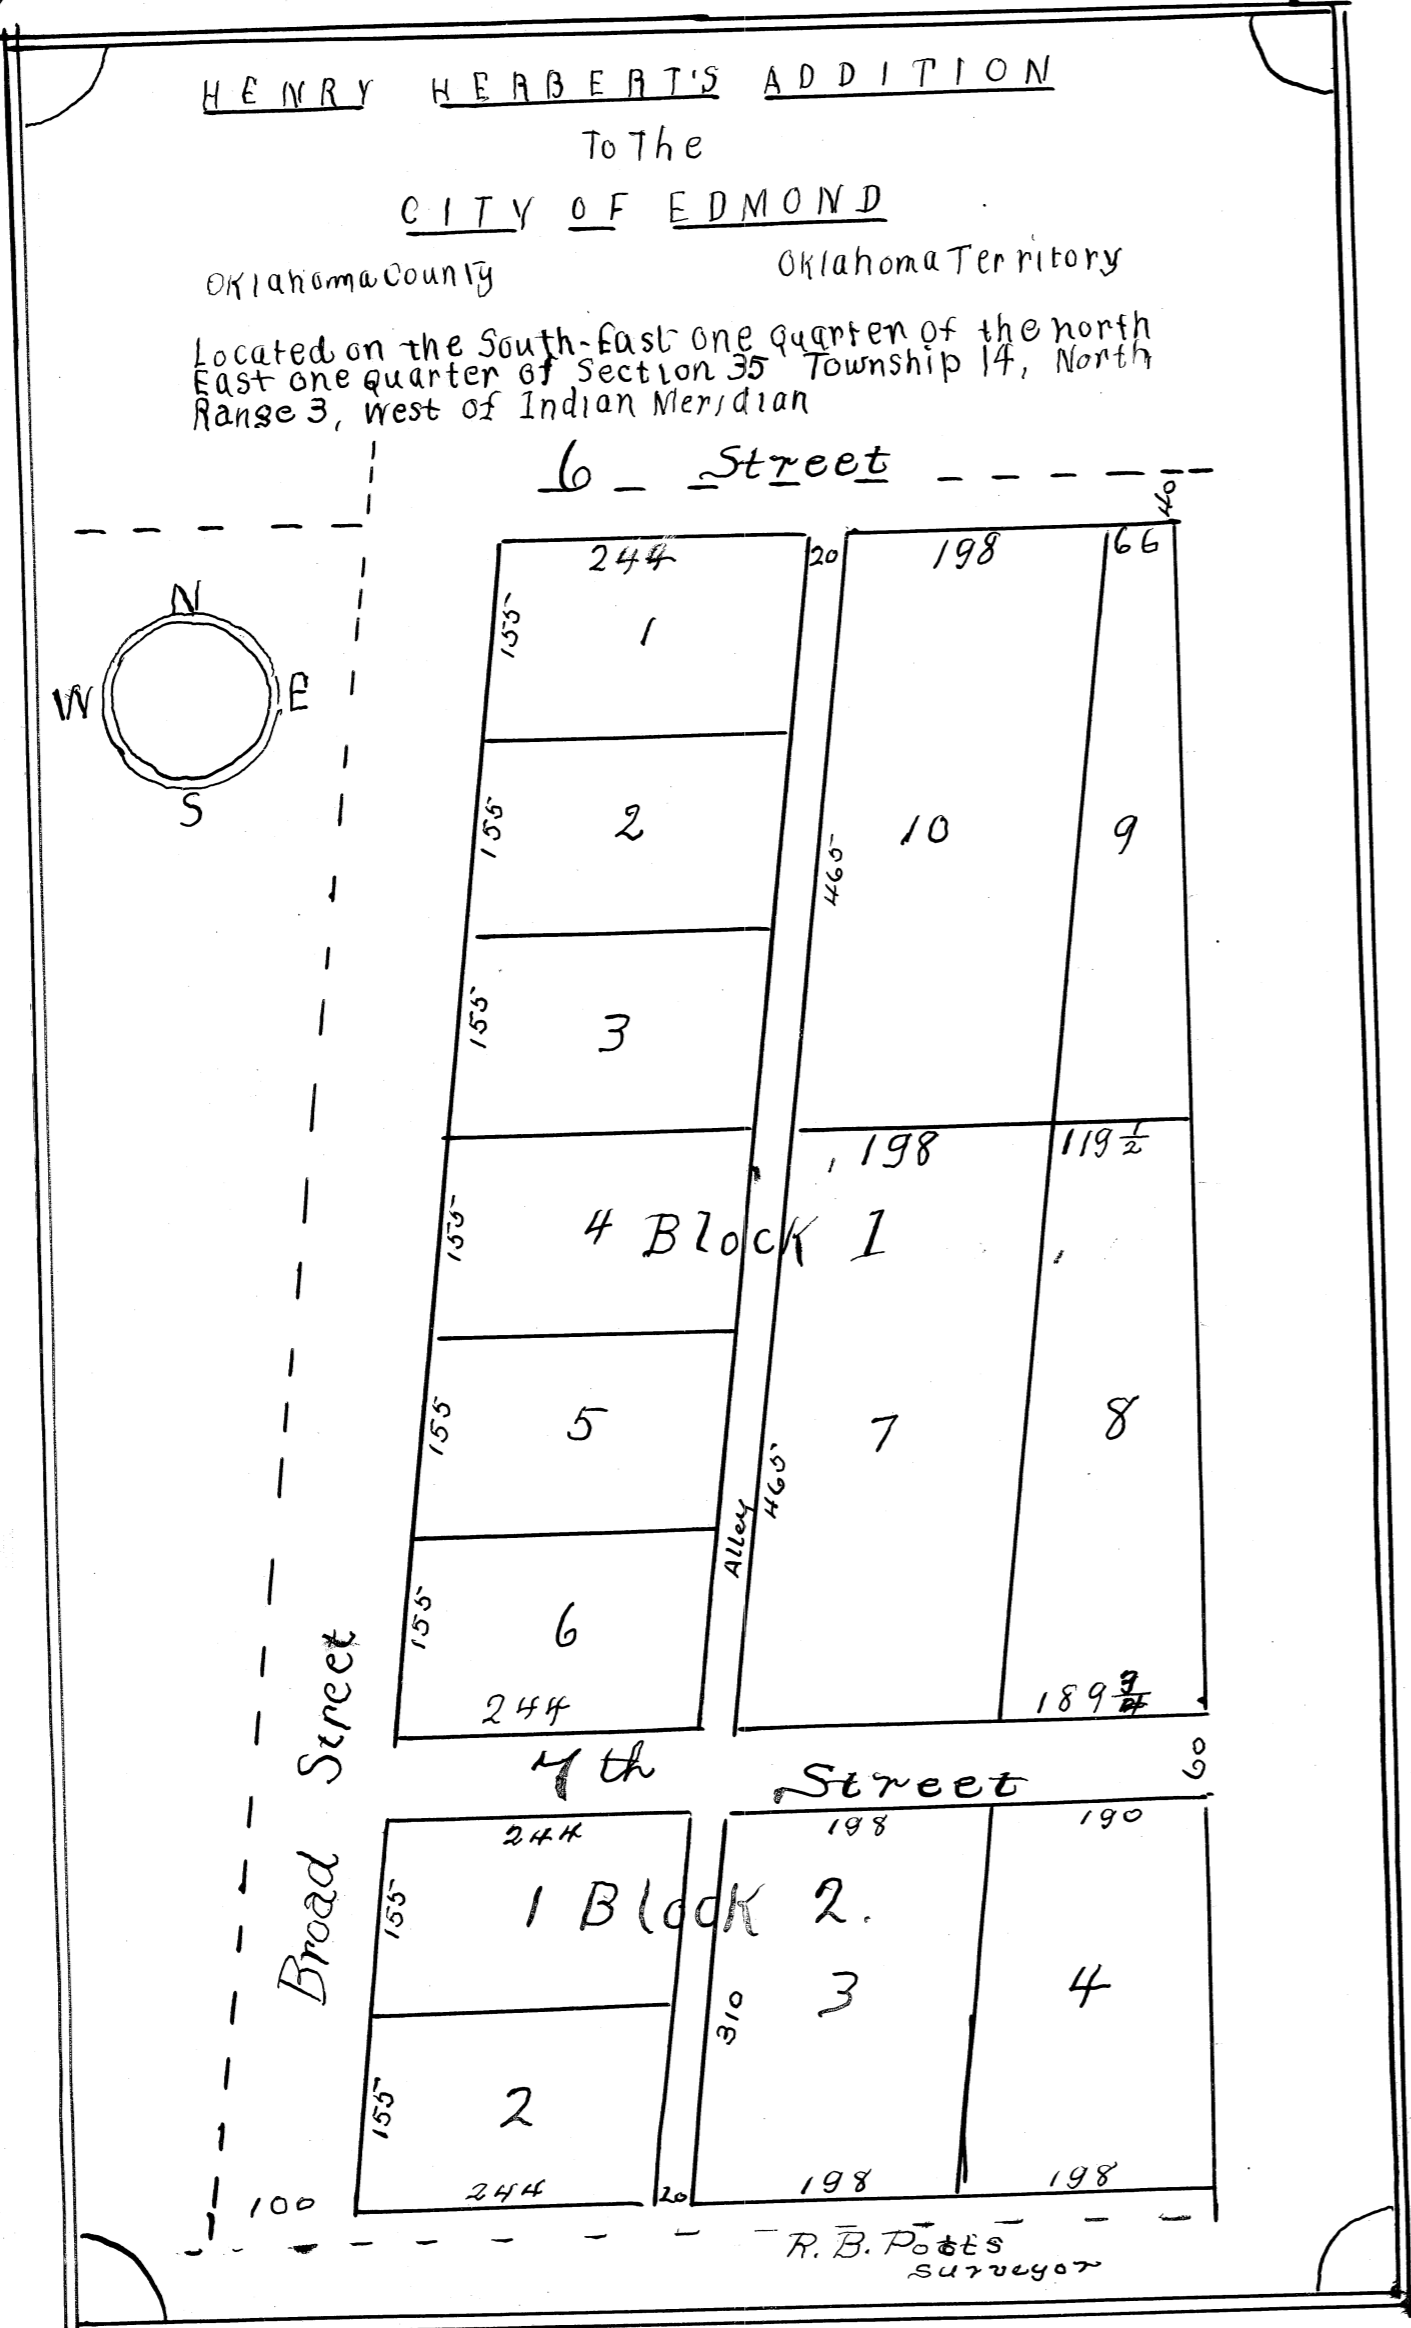 HENRY HERBERT'S ADDITION
To The
CITY OF EDMOND
Oklahoma County
Oklahoma Territory
Located on the South-East one quarter of the north
East one quarter of Section 35 Township 14, North
Range 3, west of Indian Meridian
6 Street
40
244
20
198
66
155
1
N
W
E
S
155
2
465
10
9
155
3
198
119 1/2
155
4
Block 1
155
5
7
8
465
Alley
155
6
244
189 3/4
7th Street
60
Broad Street
244
198
190
155
1
Block 2.
310
3
4
155
2
100
244
20
198
198
R. B. Potts
surveyor